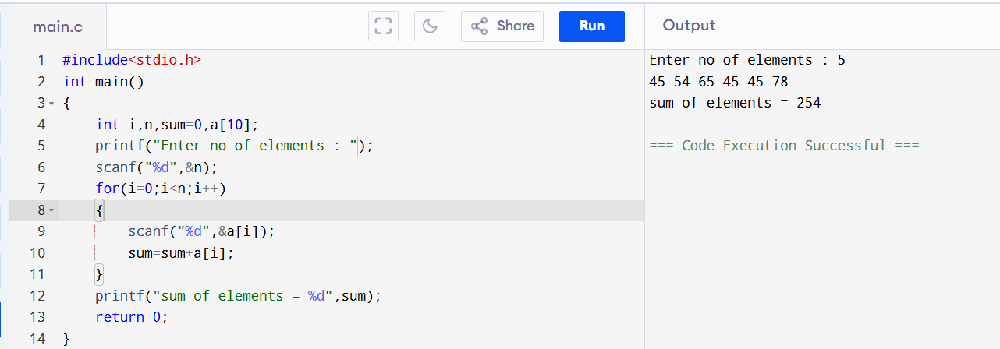 main.c
Share
Run
Output
1 #include<stdio.h>
2 int main()
3 {
4     int i,n,sum=0,a[10];
5     printf("Enter no of elements : ");
6     scanf("%d",&n);
7     for(i=0;i<n;i++)
8     {
9         scanf("%d",&a[i]);
10         sum=sum+a[i];
11     }
12     printf("sum of elements = %d",sum);
13     return 0;
14 }
Enter no of elements : 5
45 54 65 45 45 78
sum of elements = 254
=== Code Execution Successful ===